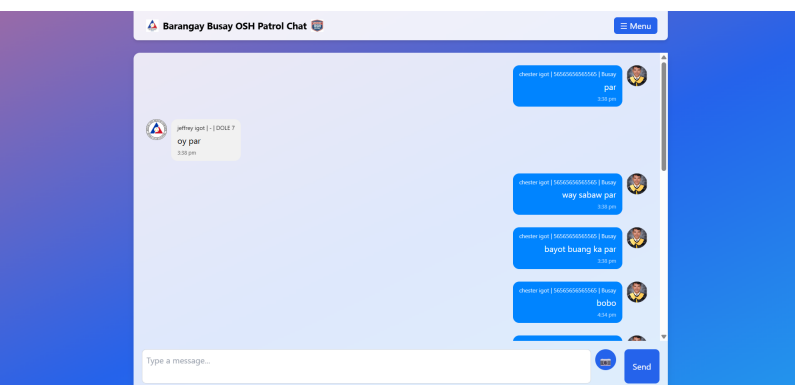 Barangay Busay OSH Patrol Chat
☰ Menu
chester igot | 56565656565565 | Busay
par
3:38 pm
jeffrey igot | - | DOLE 7
oy par
3:38 pm
chester igot | 56565656565565 | Busay
way sabaw par
3:38 pm
chester igot | 56565656565565 | Busay
bayot buang ka par
3:38 pm
chester igot | 56565656565565 | Busay
bobo
4:34 pm
Type a message...
Send